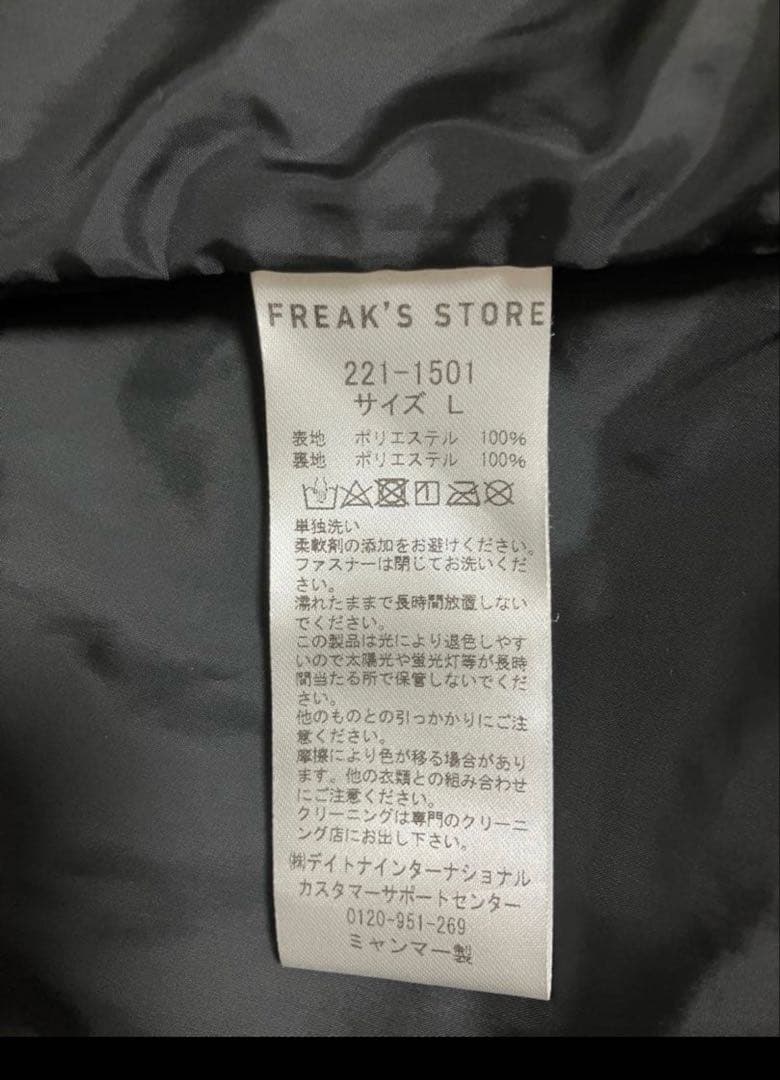 FREAK'S STORE
221-1501
サイズ L
表地 ポリエステル 100%
裏地 ポリエステル 100%
単独洗い
柔軟剤の添加をお避けください。
ファスナーは閉じてお洗いくだ
さい。
濡れたままで長時間放置しない
でください。
この製品は光により退色しやす
いので太陽光や蛍光灯等が長時
間当たる所で保管しないでくだ
さい。
他のものとの引っかかりにご注
意ください。
摩擦により色が移る場合があり
ます。他の衣類との組み合わせ
にご注意ください。
クリーニングは専門のクリーニ
ング店にお出し下さい。
㈱デイトナインターナショナル
カスタマーサポートセンター
0120-951-269
ミャンマー製